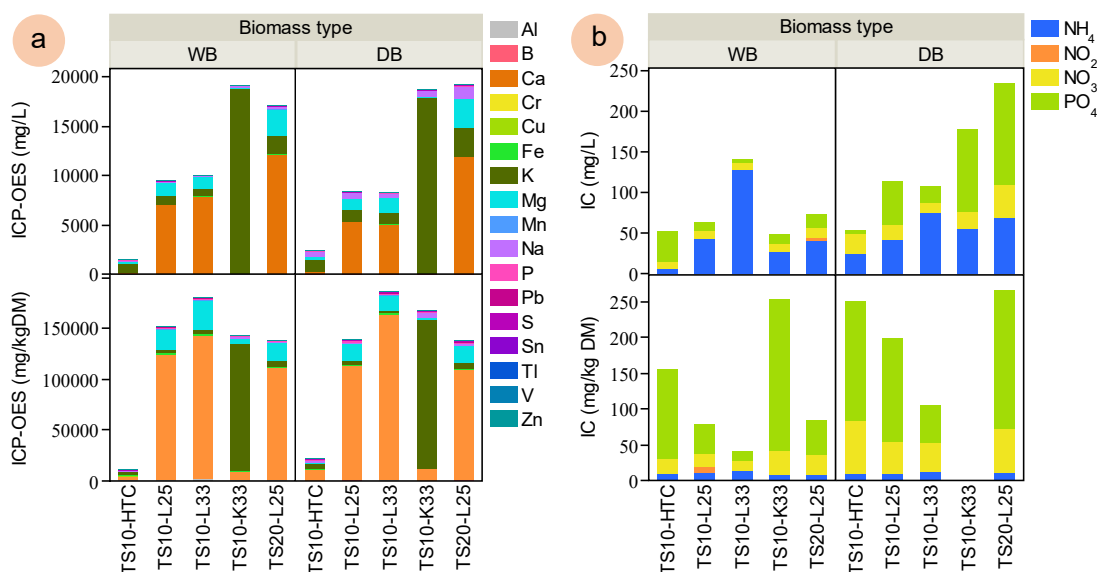 a
Biomass type
WB
DB
ICP-OES (mg/L)
20000
15000
10000
5000
0
ICP-OES (mg/kgDM)
150000
100000
50000
0
TS10-HTC
TS10-L25
TS10-L33
TS10-K33
TS20-L25
TS10-HTC
TS10-L25
TS10-L33
TS10-K33
TS20-L25
Al
B
Ca
Cr
Cu
Fe
K
Mg
Mn
Na
P
Pb
S
Sn
Tl
V
Zn
b
Biomass type
WB
DB
IC (mg/L)
250
200
150
100
50
0
IC (mg/kg DM)
250
200
150
100
50
0
TS10-HTC
TS10-L25
TS10-L33
TS10-K33
TS20-L25
TS10-HTC
TS10-L25
TS10-L33
TS10-K33
TS20-L25
NH4
NO2
NO3
PO4